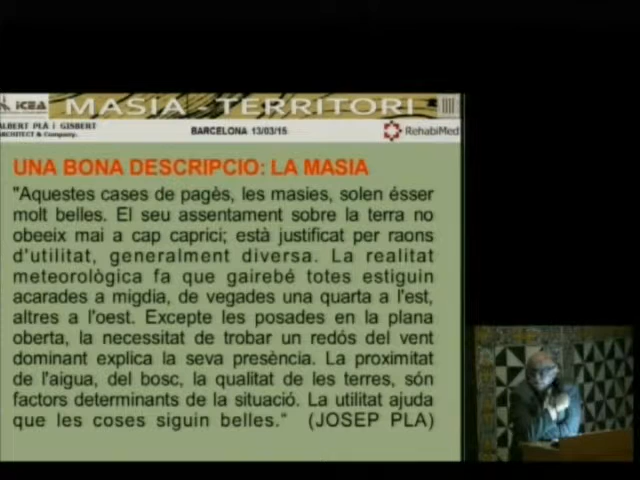 iCEA MASIA - TERRITORI
ALBERT PLÀ i GISBERT
ARCHITECT & Company.
BARCELONA 13/03/15
RehabiMed
UNA BONA DESCRIPCIO: LA MASIA
"Aquestes cases de pagès, les masies, solen ésser
molt belles. El seu assentament sobre la terra no
obeeix mai a cap caprici; està justificat per raons
d'utilitat, generalment diversa. La realitat
meteorològica fa que gairebé totes estiguin
acarades a migdia, de vegades una quarta a l'est,
altres a l'oest. Excepte les posades en la plana
oberta, la necessitat de trobar un redós del vent
dominant explica la seva presència. La proximitat
de l'aigua, del bosc, la qualitat de les terres, són
factors determinants de la situació. La utilitat ajuda
que les coses siguin belles.“ (JOSEP PLA)